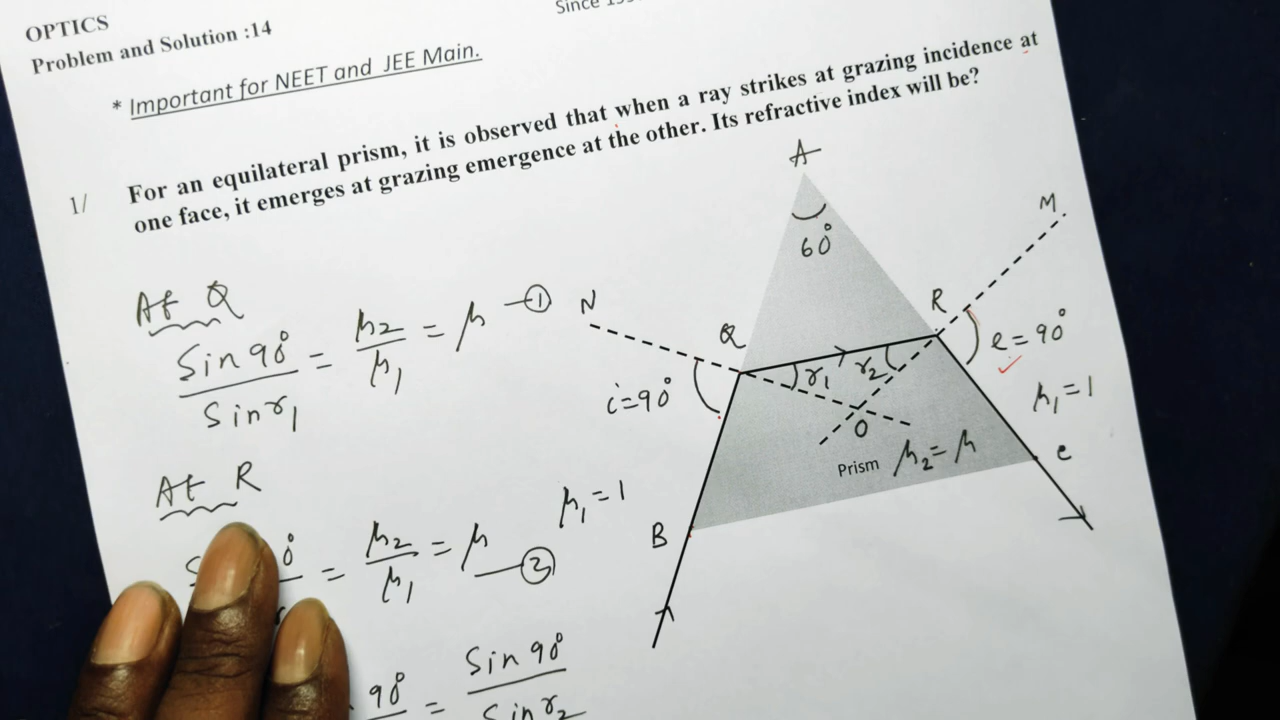 OPTICS
Since
Problem and Solution :14
* Important for NEET and JEE Main.
1/ For an equilateral prism, it is observed that when a ray strikes at grazing incidence at
one face, it emerges at grazing emergence at the other. Its refractive index will be?
A
60°
M
N
Q
R
r₁
r₂
i=90°
e=90°
μ₁=1
O
Prism μ₂=μ
B
c
At Q
Sin 90° / Sin r₁ = μ₂/μ₁ = μ —①
At R
= μ₂/μ₁ = μ —②
μ₁=1
90° = Sin 90° / Sin r₂